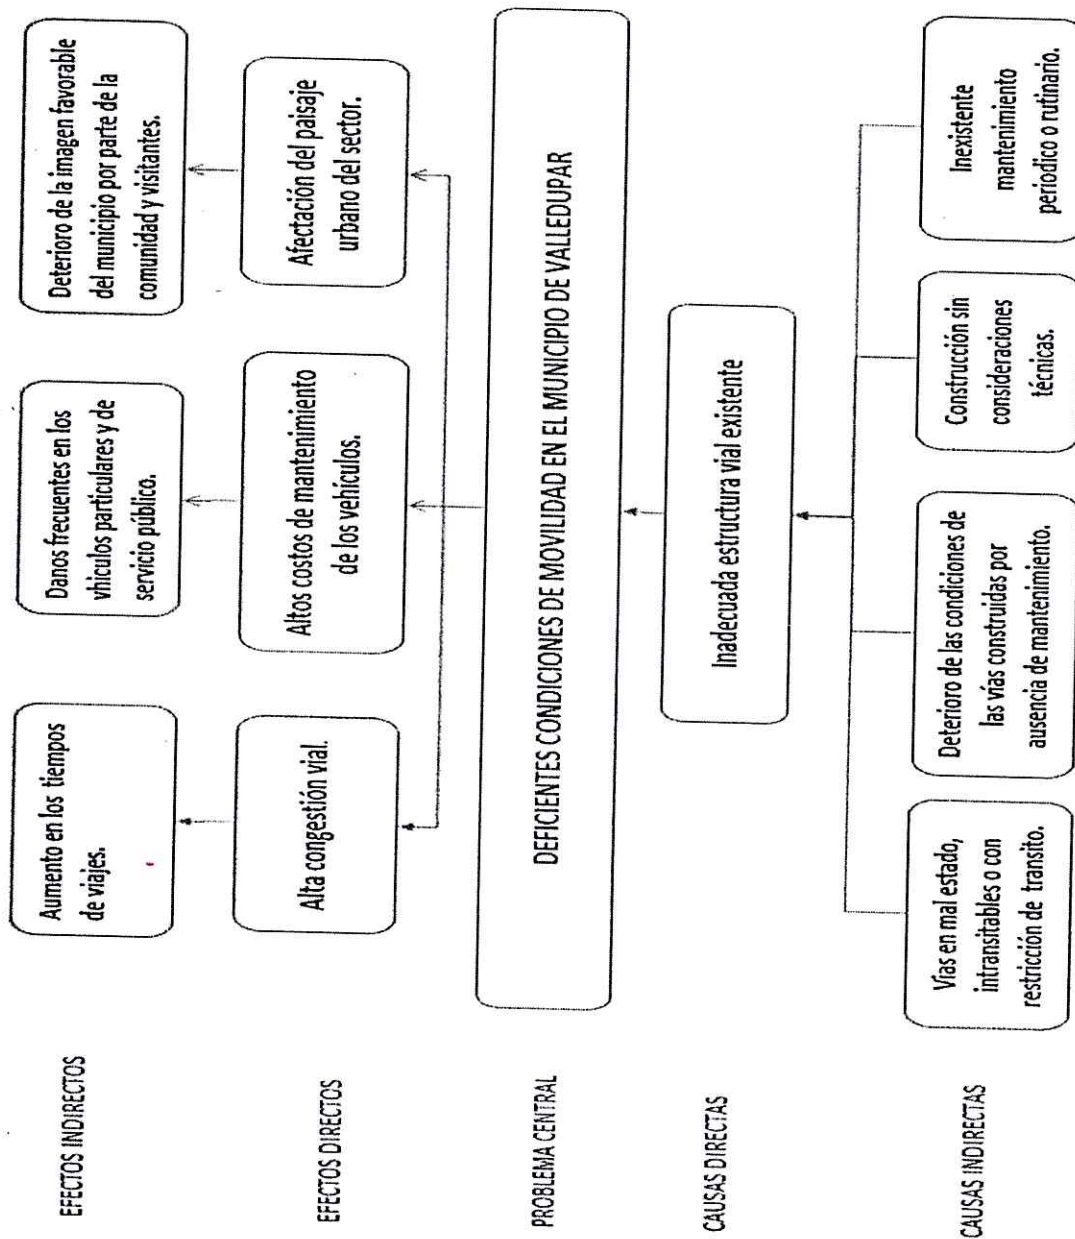 EFECTOS INDIRECTOS
Aumento en los tiempos
de viajes.
Danos frecuentes en los
vhiculos particulares y de
servicio público.
Deterioro de la imagen favorable
del municipio por parte de la
comunidad y visitantes.
EFECTOS DIRECTOS
Alta congestión vial.
Altos costos de mantenimiento
de los vehículos.
Afectación del paisaje
urbano del sector.
PROBLEMA CENTRAL
DEFICIENTES CONDICIONES DE MOVILIDAD EN EL MUNICIPIO DE VALLEDUPAR
CAUSAS DIRECTAS
Inadecuada estructura vial existente
CAUSAS INDIRECTAS
Vías en mal estado,
intransitables o con
restricción de transito.
Deterioro de las condiciones de
las vías construidas por
ausencia de mantenimiento.
Construcción sin
consideraciones
técnicas.
Inexistente
mantenimiento
periodico o rutinario.